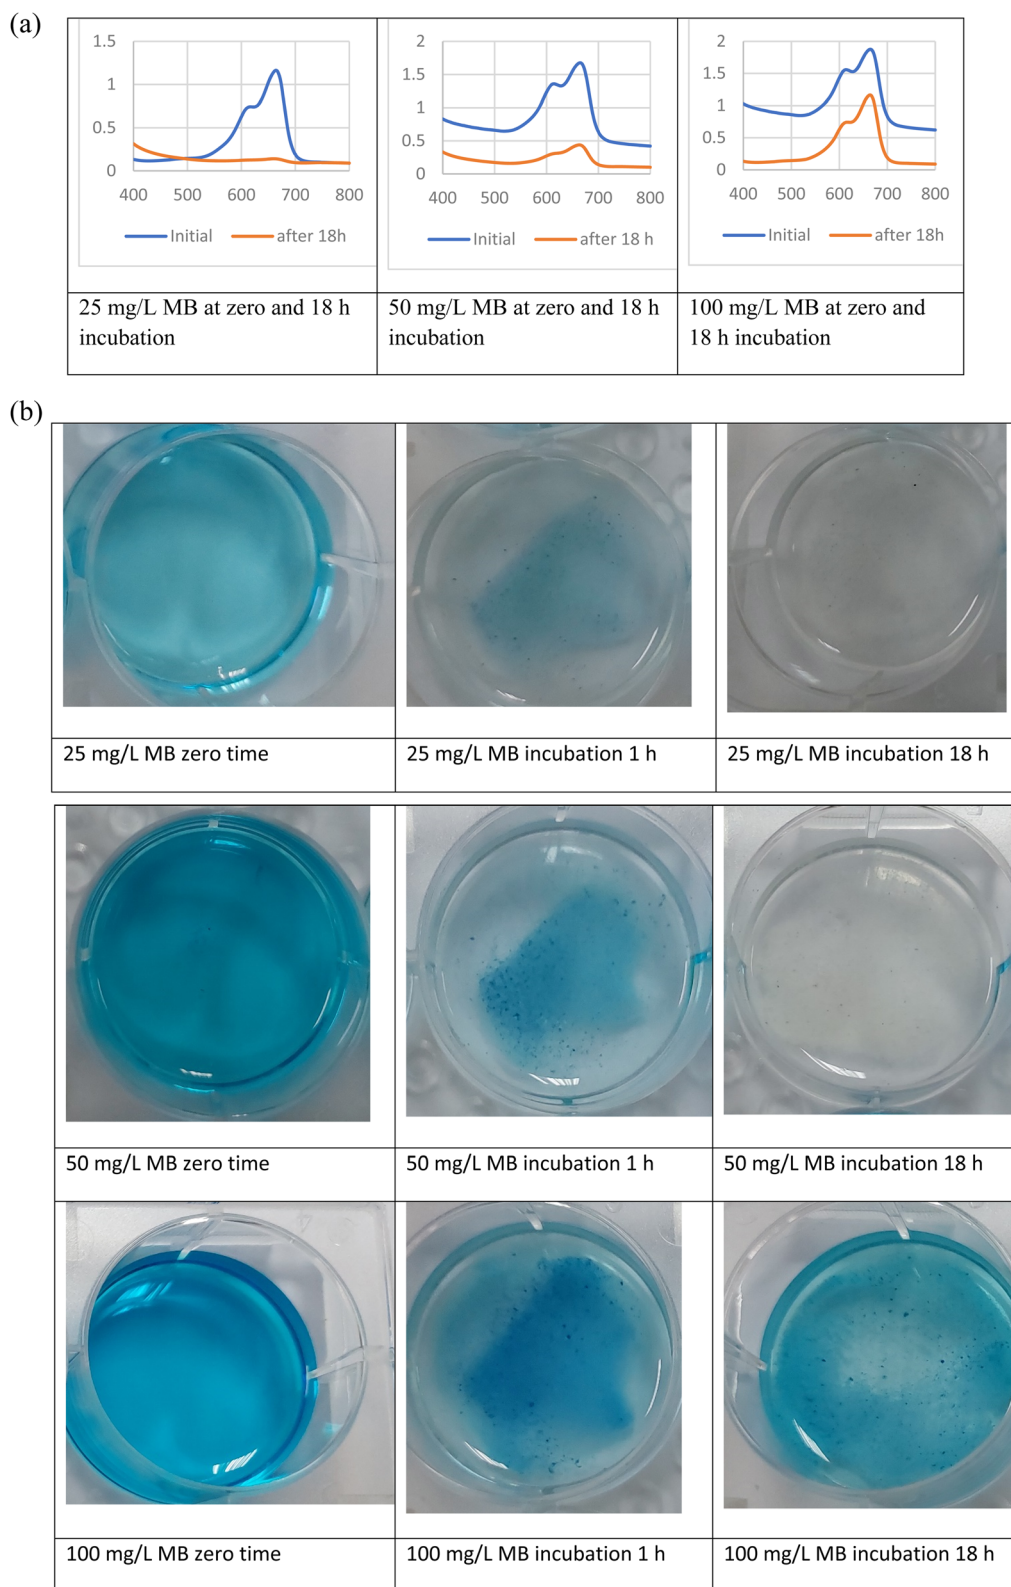 (a)
1.5
1
0.5
0
400 500 600 700 800
Initial after 18h
2
1.5
1
0.5
0
400 500 600 700 800
Initial after 18 h
2
1.5
1
0.5
0
400 500 600 700 800
Initial after 18 h
25 mg/L MB at zero and 18 h
incubation
50 mg/L MB at zero and 18 h
incubation
100 mg/L MB at zero and
18 h incubation
(b)
25 mg/L MB zero time
25 mg/L MB incubation 1 h
25 mg/L MB incubation 18 h
50 mg/L MB zero time
50 mg/L MB incubation 1 h
50 mg/L MB incubation 18 h
100 mg/L MB zero time
100 mg/L MB incubation 1 h
100 mg/L MB incubation 18 h